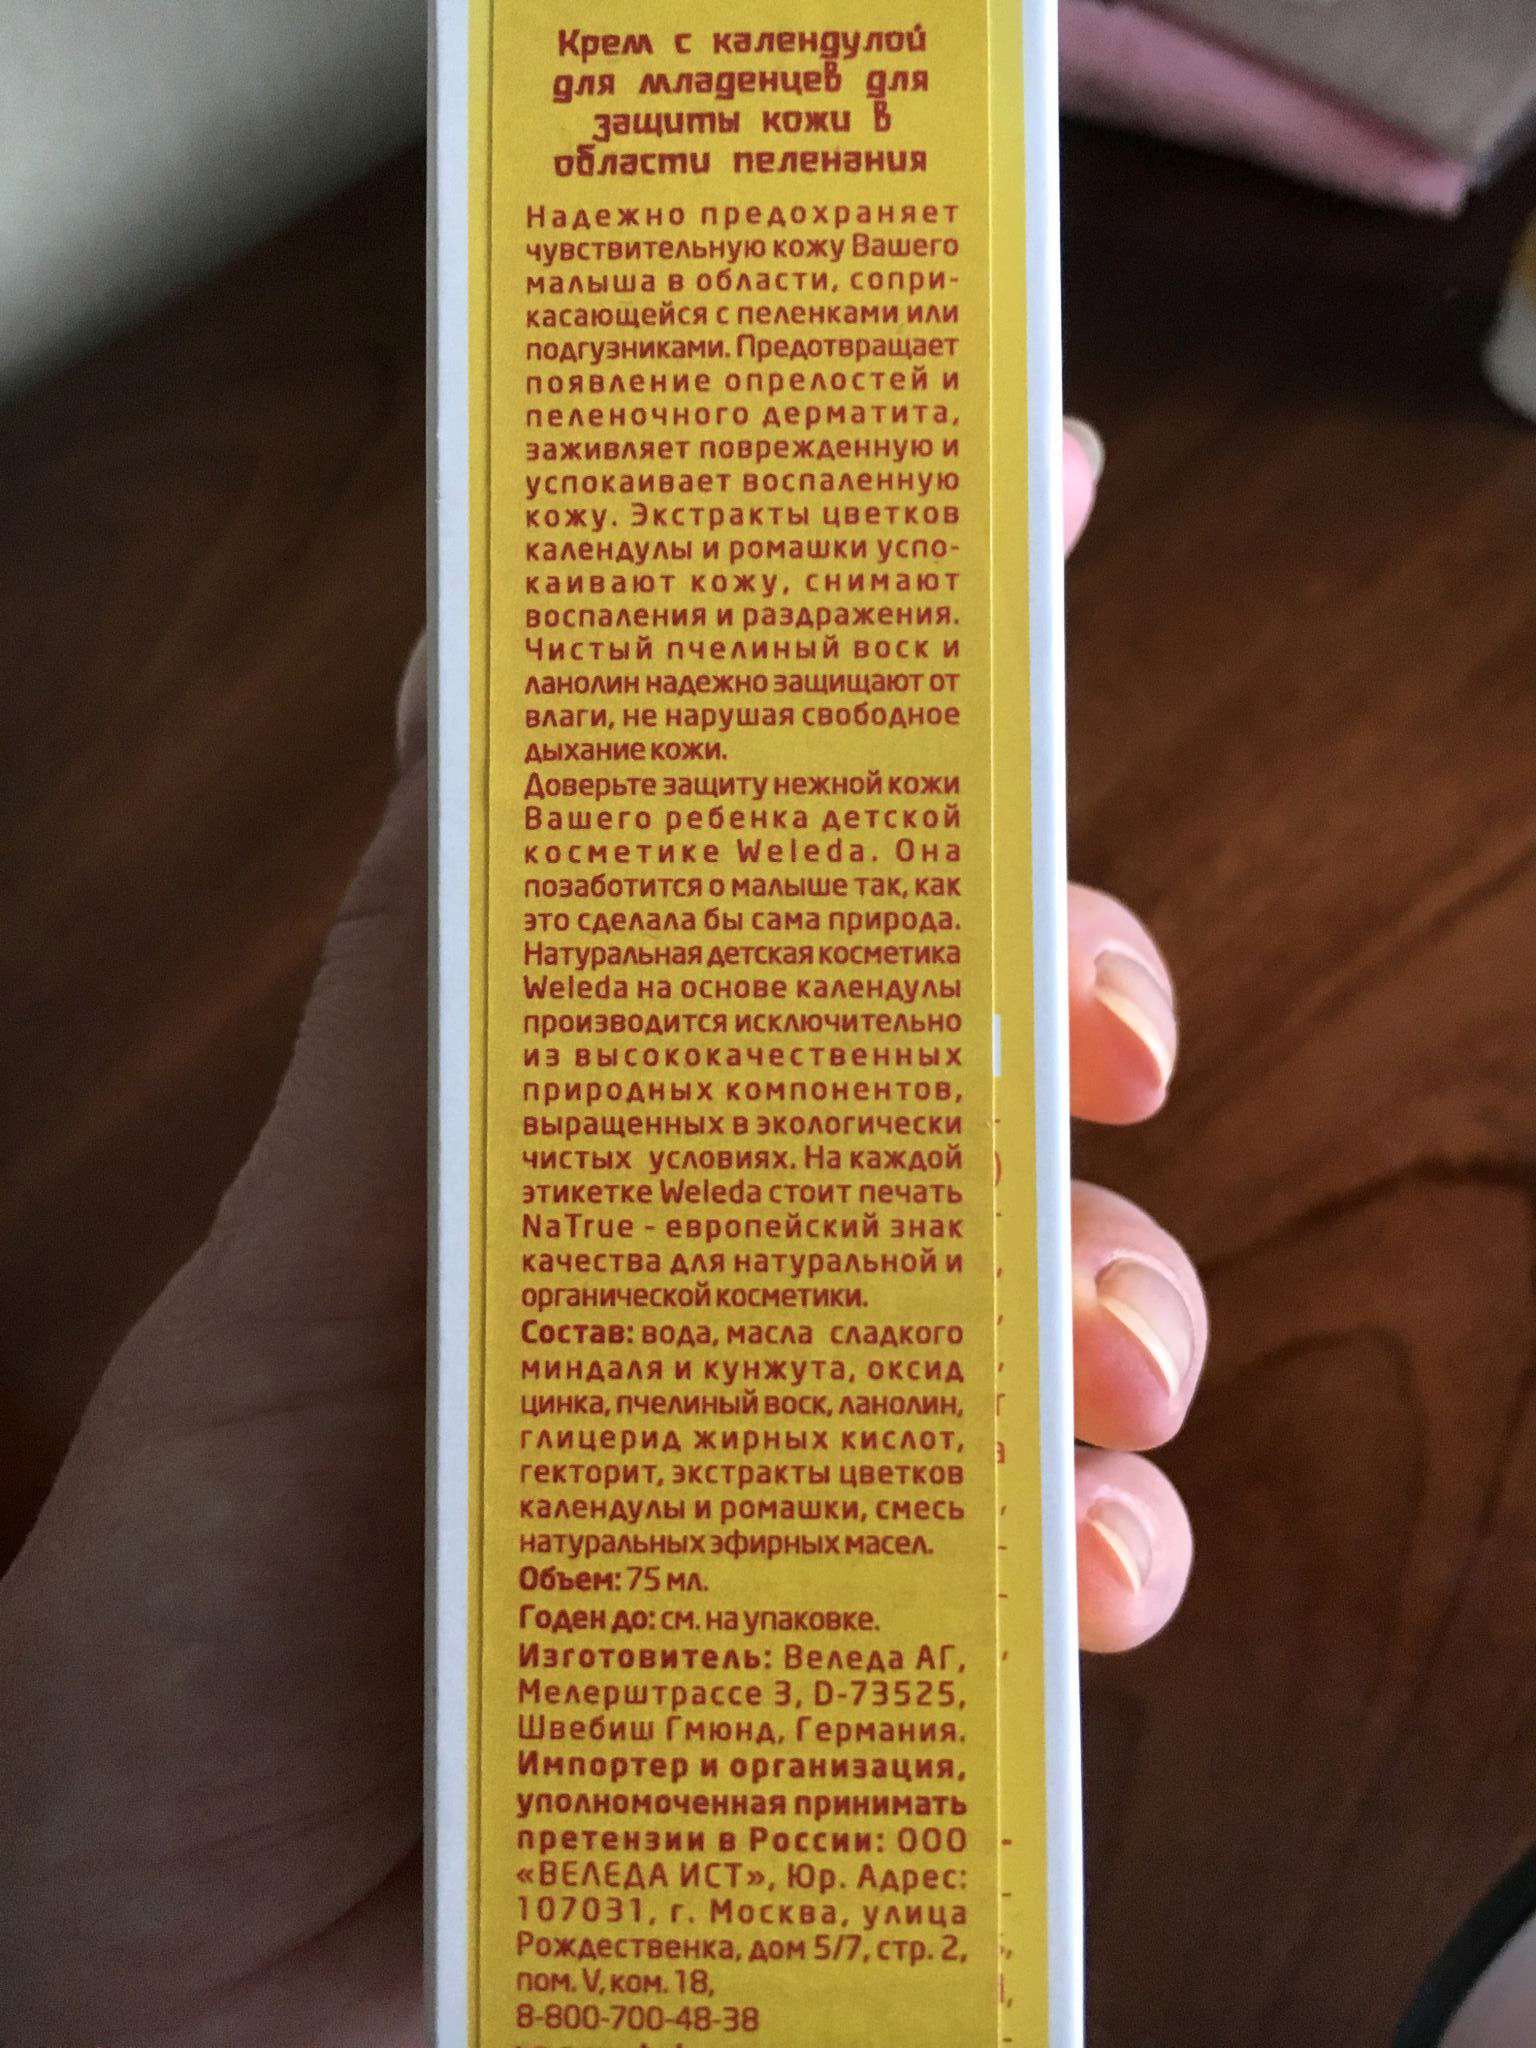 Крем с календулой
для младенцев для
защиты кожи в
области пеленания
Надежно предохраняет
чувствительную кожу Вашего
малыша в области, сопри-
касающейся с пеленками или
подгузниками. Предотвращает
появление опрелостей и
пеленочного дерматита,
заживляет поврежденную и
успокаивает воспаленную
кожу. Экстракты цветков
календулы и ромашки успо-
каивают кожу, снимают
воспаления и раздражения.
Чистый пчелиный воск и
ланолин надежно защищают от
влаги, не нарушая свободное
дыхание кожи.
Доверьте защиту нежной кожи
Вашего ребенка детской
косметике Weleda. Она
позаботится о малыше так, как
это сделала бы сама природа.
Натуральная детская косметика
Weleda на основе календулы
производится исключительно
из высококачественных
природных компонентов,
выращенных в экологически
чистых условиях. На каждой
этикетке Weleda стоит печать
NaTrue - европейский знак
качества для натуральной и
органической косметики.
Состав: вода, масла сладкого
миндаля и кунжута, оксид
цинка, пчелиный воск, ланолин,
глицерид жирных кислот,
гекторит, экстракты цветков
календулы и ромашки, смесь
натуральных эфирных масел.
Объем: 75 мл.
Годен до: см. на упаковке.
Изготовитель: Веледа АГ,
Мелерштрассе 3, D-73525,
Швебиш Гмюнд, Германия.
Импортер и организация,
уполномоченная принимать
претензии в России: ООО
«ВЕЛЕДА ИСТ», Юр. Адрес:
107031, г. Москва, улица
Рождественка, дом 5/7, стр. 2,
пом. V, ком. 18,
8-800-700-48-38